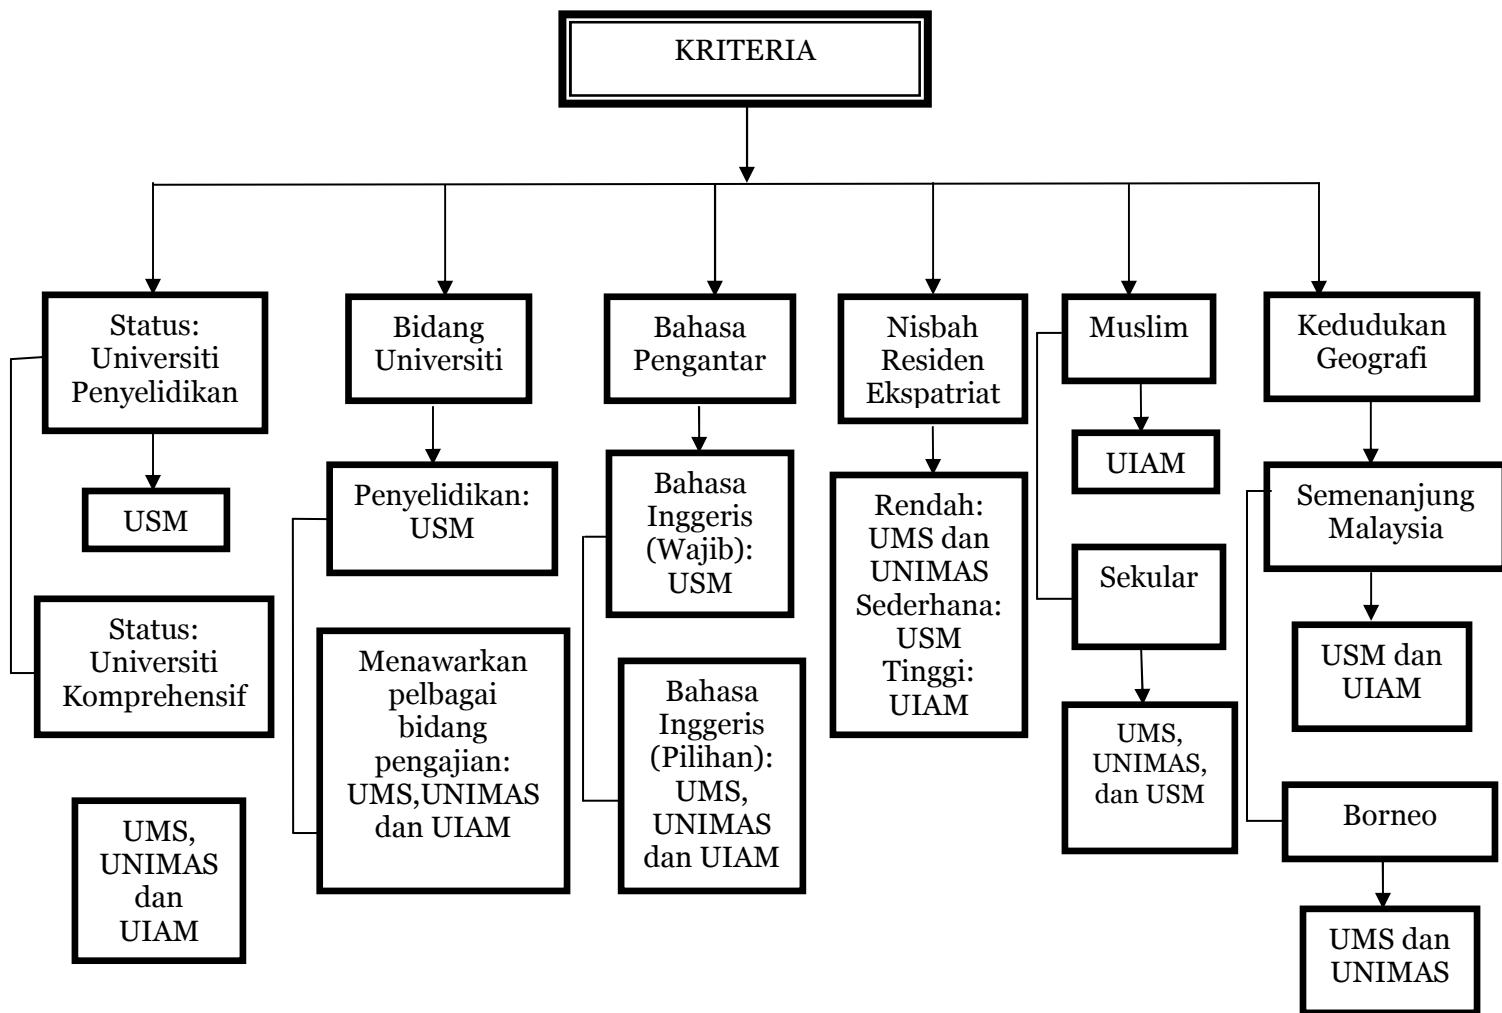 KRITERIA
Status:
Universiti
Penyelidikan
USM
Status:
Universiti
Komprehensif
UMS,
UNIMAS
dan
UIAM
Bidang
Universiti
Penyelidikan:
USM
Menawarkan
pelbagai
bidang
pengajian:
UMS,UNIMAS
dan UIAM
Bahasa
Pengantar
Bahasa
Inggeris
(Wajib):
USM
Bahasa
Inggeris
(Pilihan):
UMS,
UNIMAS
dan UIAM
Nisbah
Residen
Ekspatriat
Rendah:
UMS dan
UNIMAS
Sederhana:
USM
Tinggi:
UIAM
Muslim
UIAM
Sekular
UMS,
UNIMAS,
dan USM
Kedudukan
Geografi
Semenanjung
Malaysia
USM dan
UIAM
Borneo
UMS dan
UNIMAS